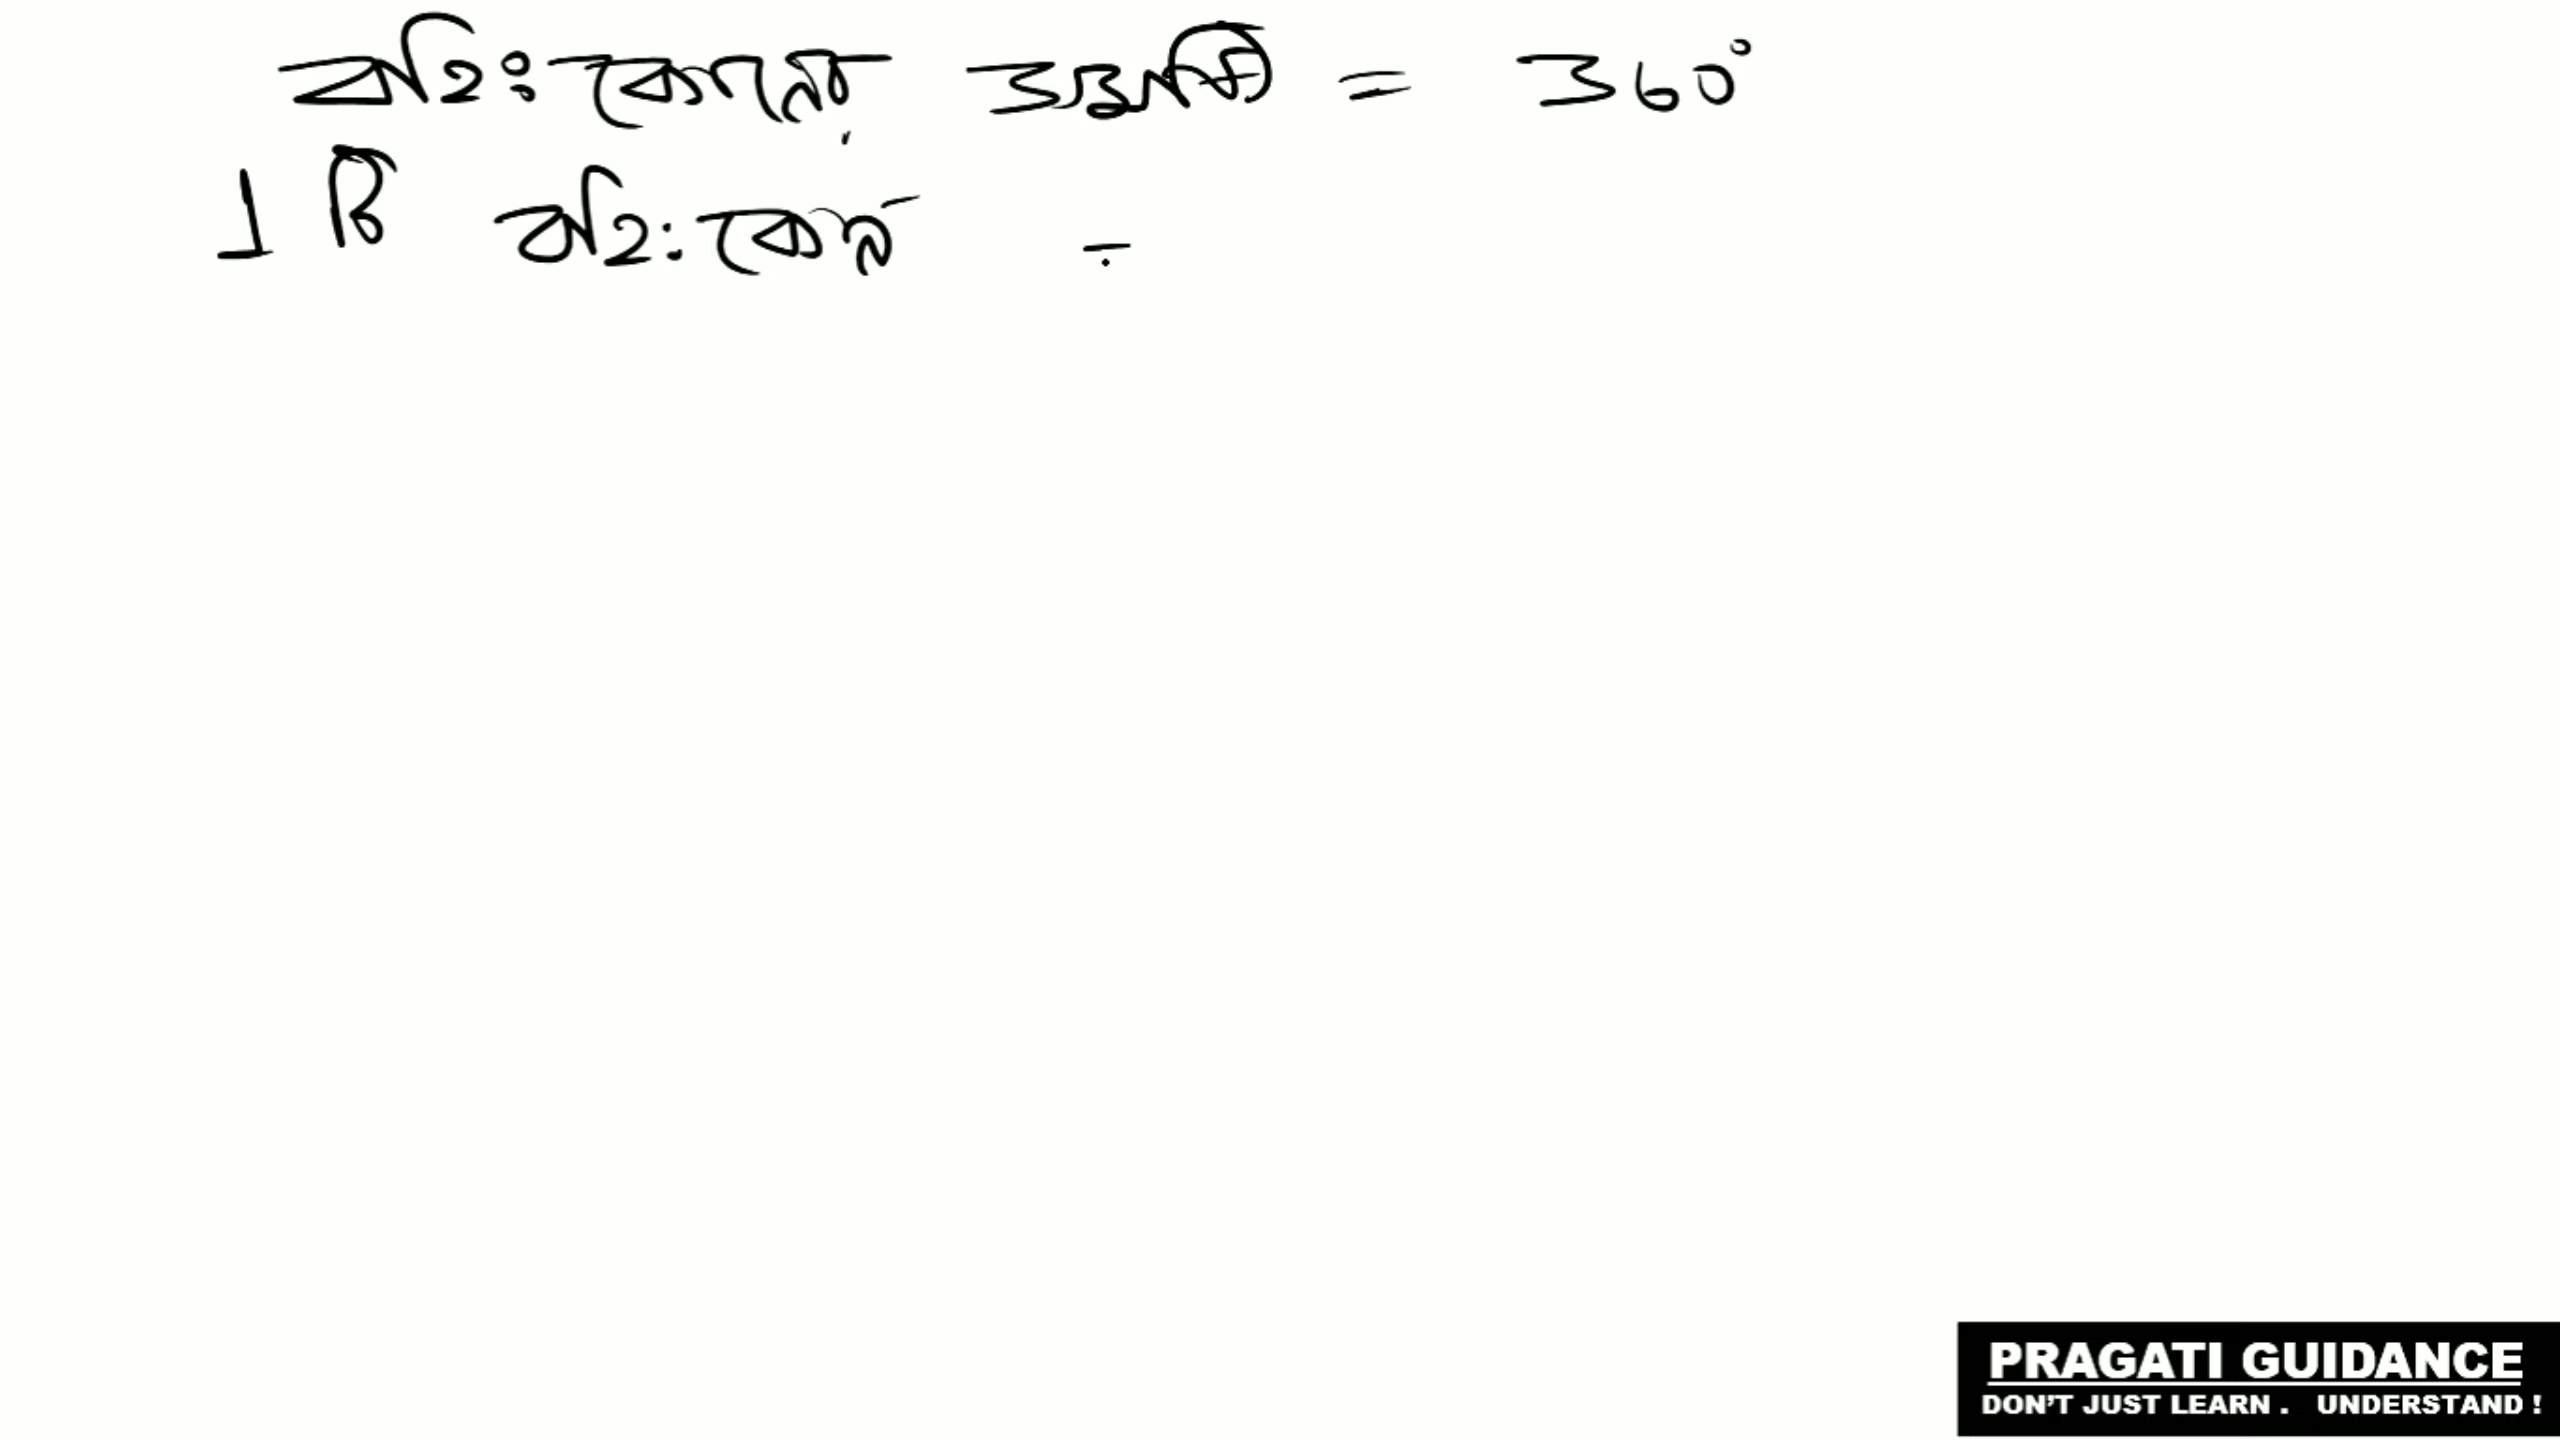 বহিঃকোণের সমষ্টি = 360°
1 টি বহিঃকোণ =
PRAGATI GUIDANCE
DON'T JUST LEARN . UNDERSTAND !